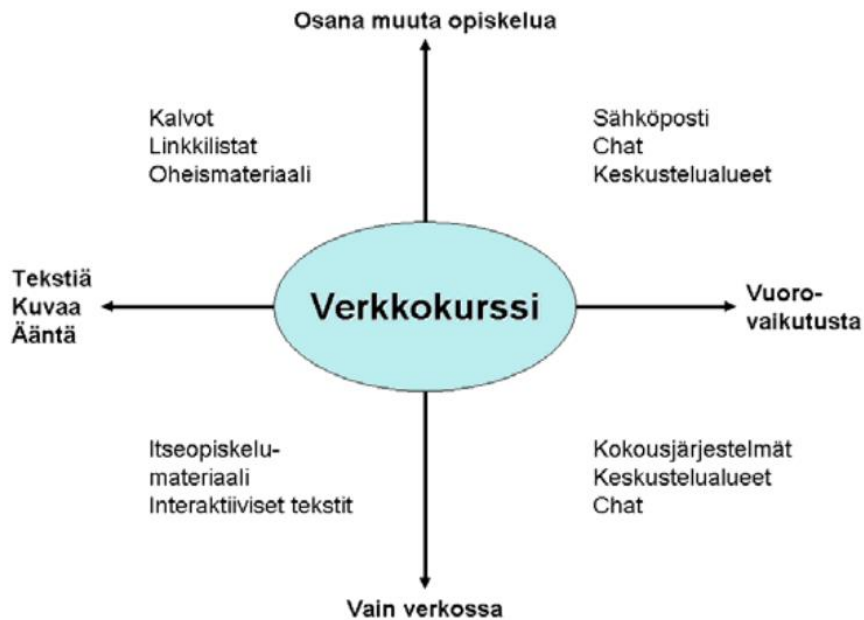 Osana muuta opiskelua
Kalvot
Linkkilistat
Oheismateriaali
Sähköposti
Chat
Keskustelualueet
Tekstiä
Kuvaa
Ääntä
Verkkokurssi
Vuoro-
vaikutusta
Itseopiskelu-
materiaali
Interaktiiviset tekstit
Kokousjärjestelmät
Keskustelualueet
Chat
Vain verkossa